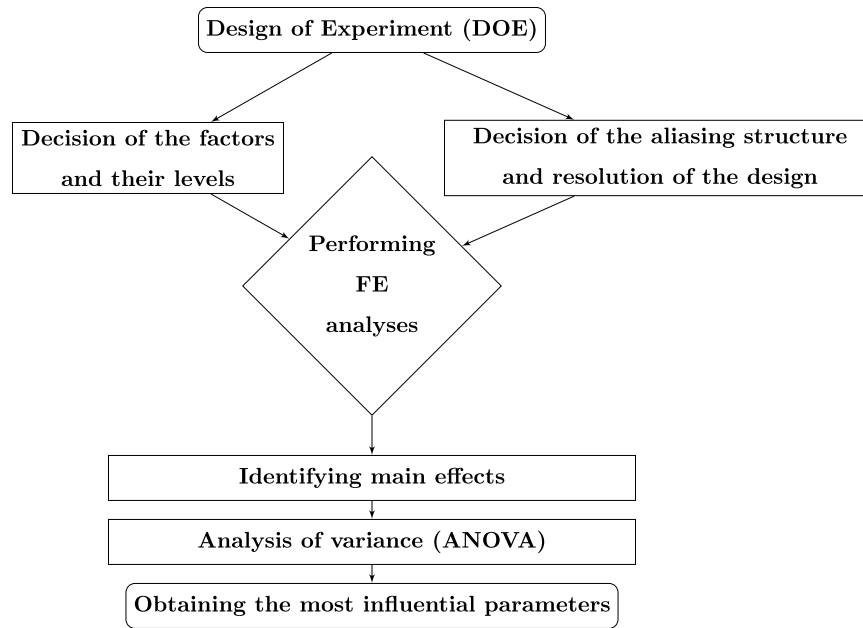 Design of Experiment (DOE)
Decision of the factors
and their levels
Decision of the aliasing structure
and resolution of the design
Performing
FE
analyses
Identifying main effects
Analysis of variance (ANOVA)
Obtaining the most influential parameters